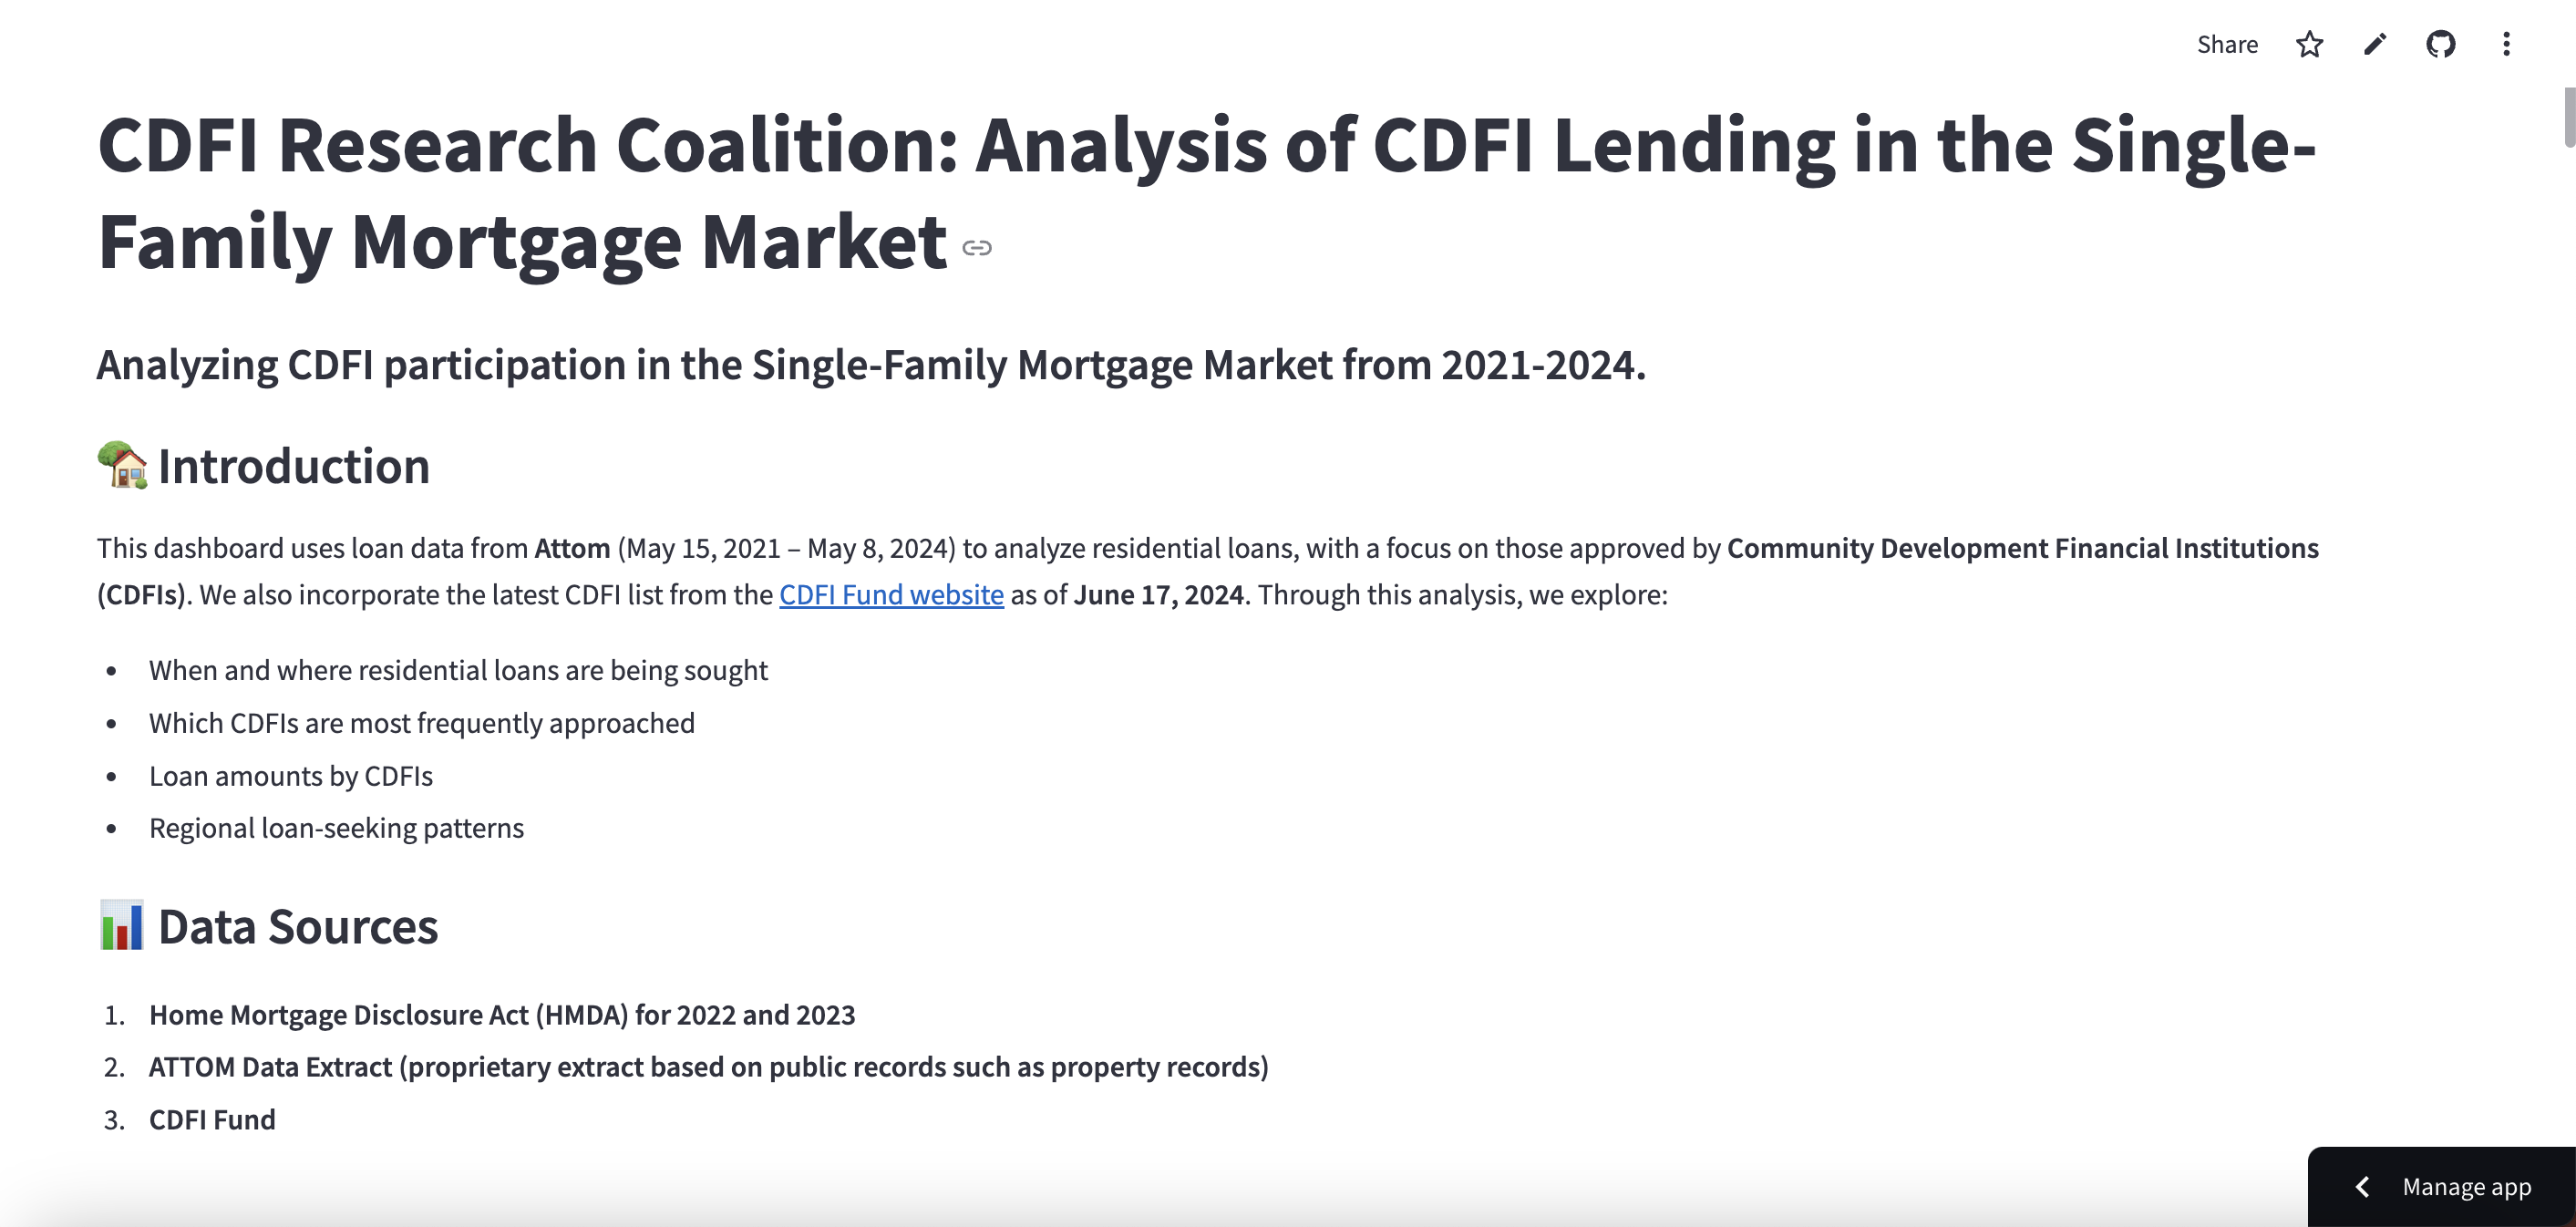 Share
CDFI Research Coalition: Analysis of CDFI Lending in the Single-
Family Mortgage Market
Analyzing CDFI participation in the Single-Family Mortgage Market from 2021-2024.
Introduction
This dashboard uses loan data from Attom (May 15, 2021 – May 8, 2024) to analyze residential loans, with a focus on those approved by Community Development Financial Institutions
(CDFIs). We also incorporate the latest CDFI list from the CDFI Fund website as of June 17, 2024. Through this analysis, we explore:
• When and where residential loans are being sought
• Which CDFIs are most frequently approached
• Loan amounts by CDFIs
• Regional loan-seeking patterns
Data Sources
1. Home Mortgage Disclosure Act (HMDA) for 2022 and 2023
2. ATTOM Data Extract (proprietary extract based on public records such as property records)
3. CDFI Fund
Manage app